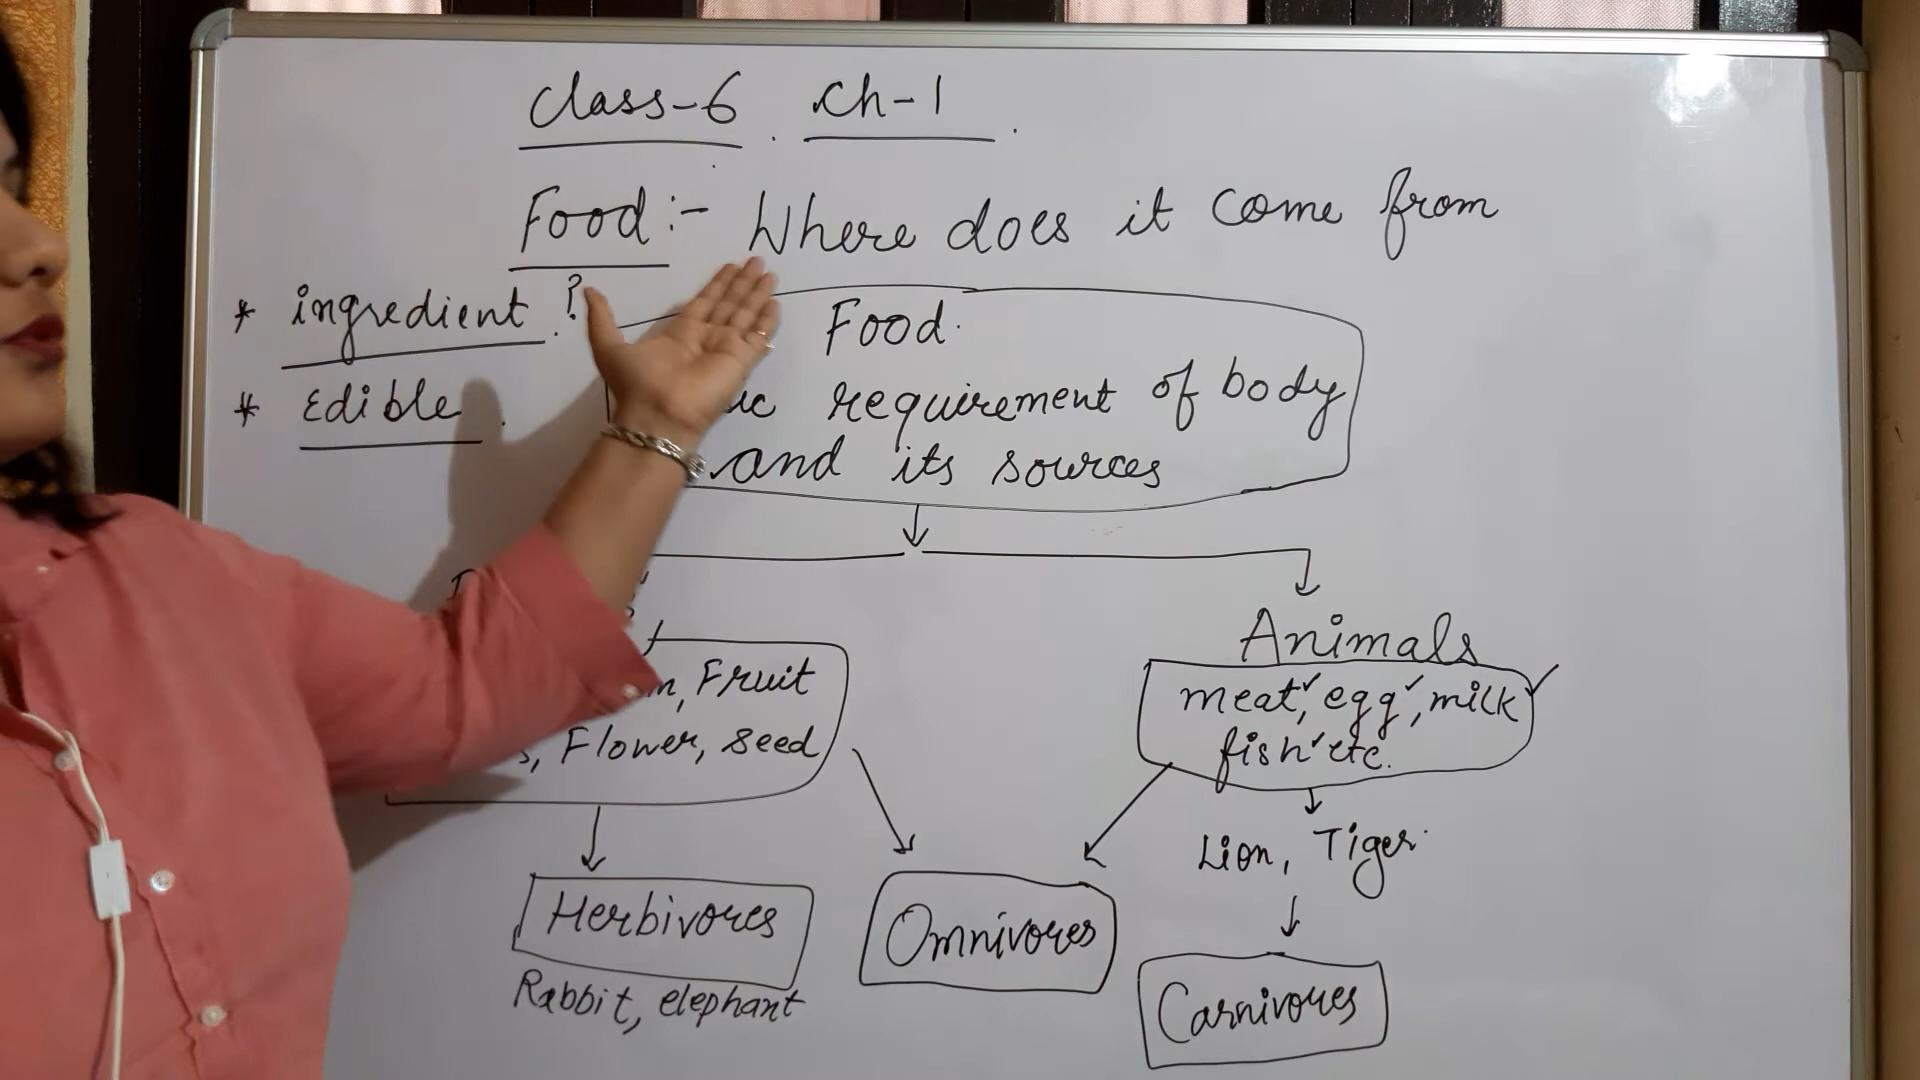 Class-6 Ch-1
Food :- Where does it come from
* ingredient ?
* Edible
Food
requirement of body
and its sources
Animals
Fruit
Flower, seed
meat, egg, milk
fish etc.
Lion, Tiger
Herbivores
Omnivores
Carnivores
Rabbit, elephant